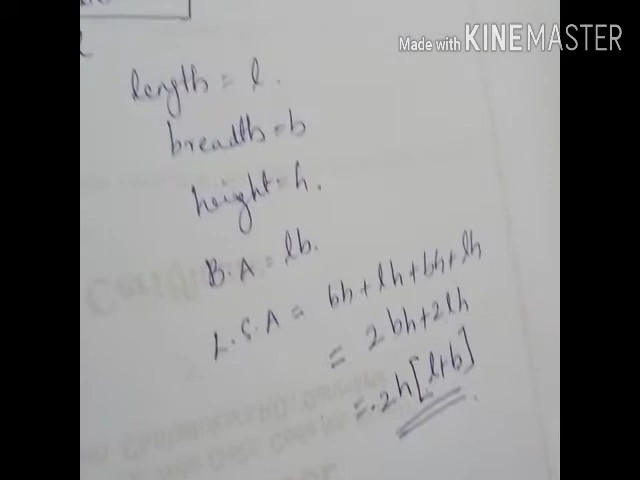 Made with KINEMASTER
length = l.
breadth = b
height = h.
B.A = lb.
L.S.A = bh + lh + bh + lh
= 2bh + 2lh
= 2h [l+b]